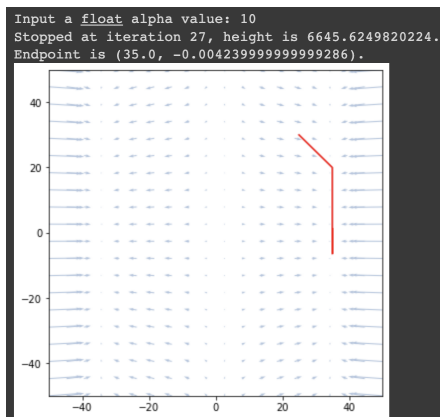 Input a float alpha value: 10
Stopped at iteration 27, height is 6645.6249820224.
Endpoint is (35.0, -0.004239999999999286).
40
20
0
−20
−40
−40 −20 0 20 40